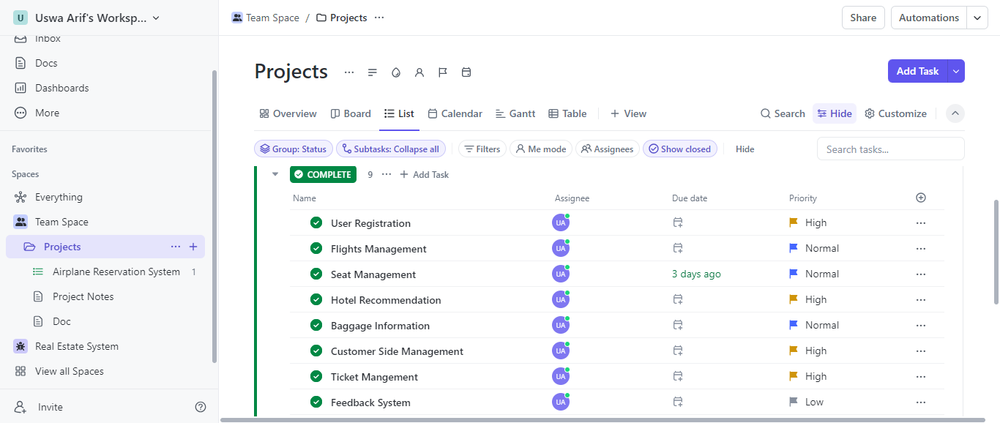 U Uswa Arif's Worksp...
Inbox
Docs
Dashboards
More
Favorites
Spaces
Everything
Team Space
Projects
Airplane Reservation System 1
Project Notes
Doc
Real Estate System
View all Spaces
Invite
Team Space / Projects
Share Automations
Projects
Add Task
Overview Board List Calendar Gantt Table View Search Hide Customize
Group: Status Subtasks: Collapse all Filters Me mode Assignees Show closed Hide Search tasks...
COMPLETE 9 Add Task
Name Assignee Due date Priority
User Registration UA High
Flights Management UA Normal
Seat Management UA 3 days ago Normal
Hotel Recommendation UA High
Baggage Information UA Normal
Customer Side Management UA High
Ticket Mangement UA High
Feedback System UA Low